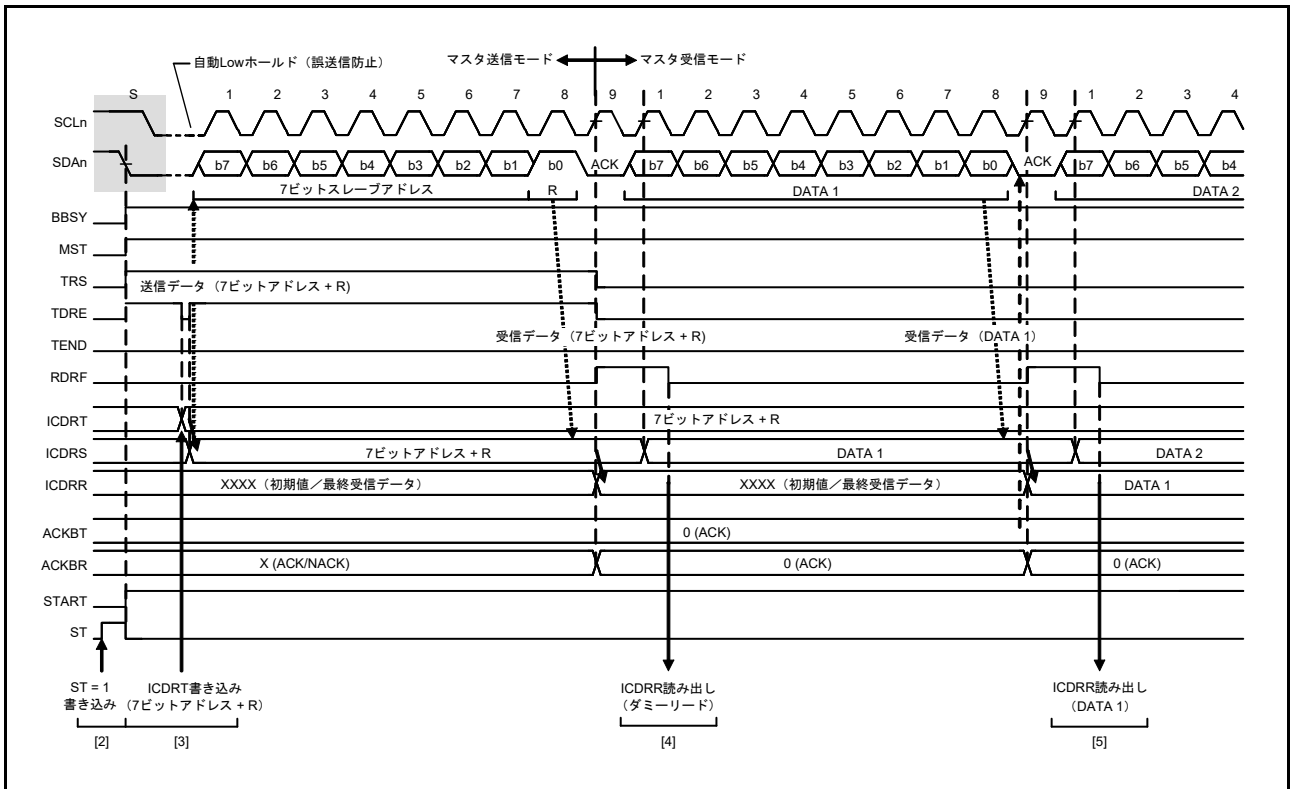 自動Lowホールド（誤送信防止）
マスタ送信モード
マスタ受信モード
S 1 2 3 4 5 6 7 8 9 1 2 3 4 5 6 7 8 9 1 2 3 4
SCLn
SDAn b7 b6 b5 b4 b3 b2 b1 b0 ACK b7 b6 b5 b4 b3 b2 b1 b0 ACK b7 b6 b5 b4
7ビットスレーブアドレス R DATA 1 DATA 2
BBSY
MST
TRS
送信データ（7ビットアドレス + R）
TDRE
受信データ（7ビットアドレス + R） 受信データ（DATA 1）
TEND
RDRF
ICDRT 7ビットアドレス + R
ICDRS 7ビットアドレス + R DATA 1 DATA 2
ICDRR XXXX（初期値／最終受信データ） XXXX（初期値／最終受信データ） DATA 1
ACKBT 0 (ACK)
ACKBR X (ACK/NACK) 0 (ACK) 0 (ACK)
START
ST
ST = 1
書き込み
ICDRT書き込み
（7ビットアドレス + R）
ICDRR読み出し
（ダミーリード）
ICDRR読み出し
（DATA 1）
[2] [3] [4] [5]